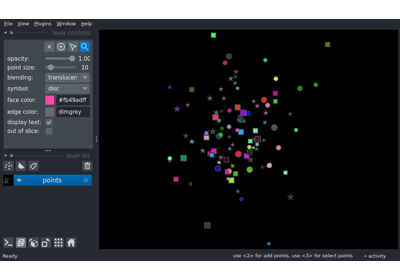 File View Plugins Window Help
layer controls
opacity: 1.00
point size: 10
blending: translucen
symbol: disc
face color: #fb49adff
edge color: dimgrey
display text:
out of slice:
layer list
points
Ready use <2> for add points, use <3> for select points activity